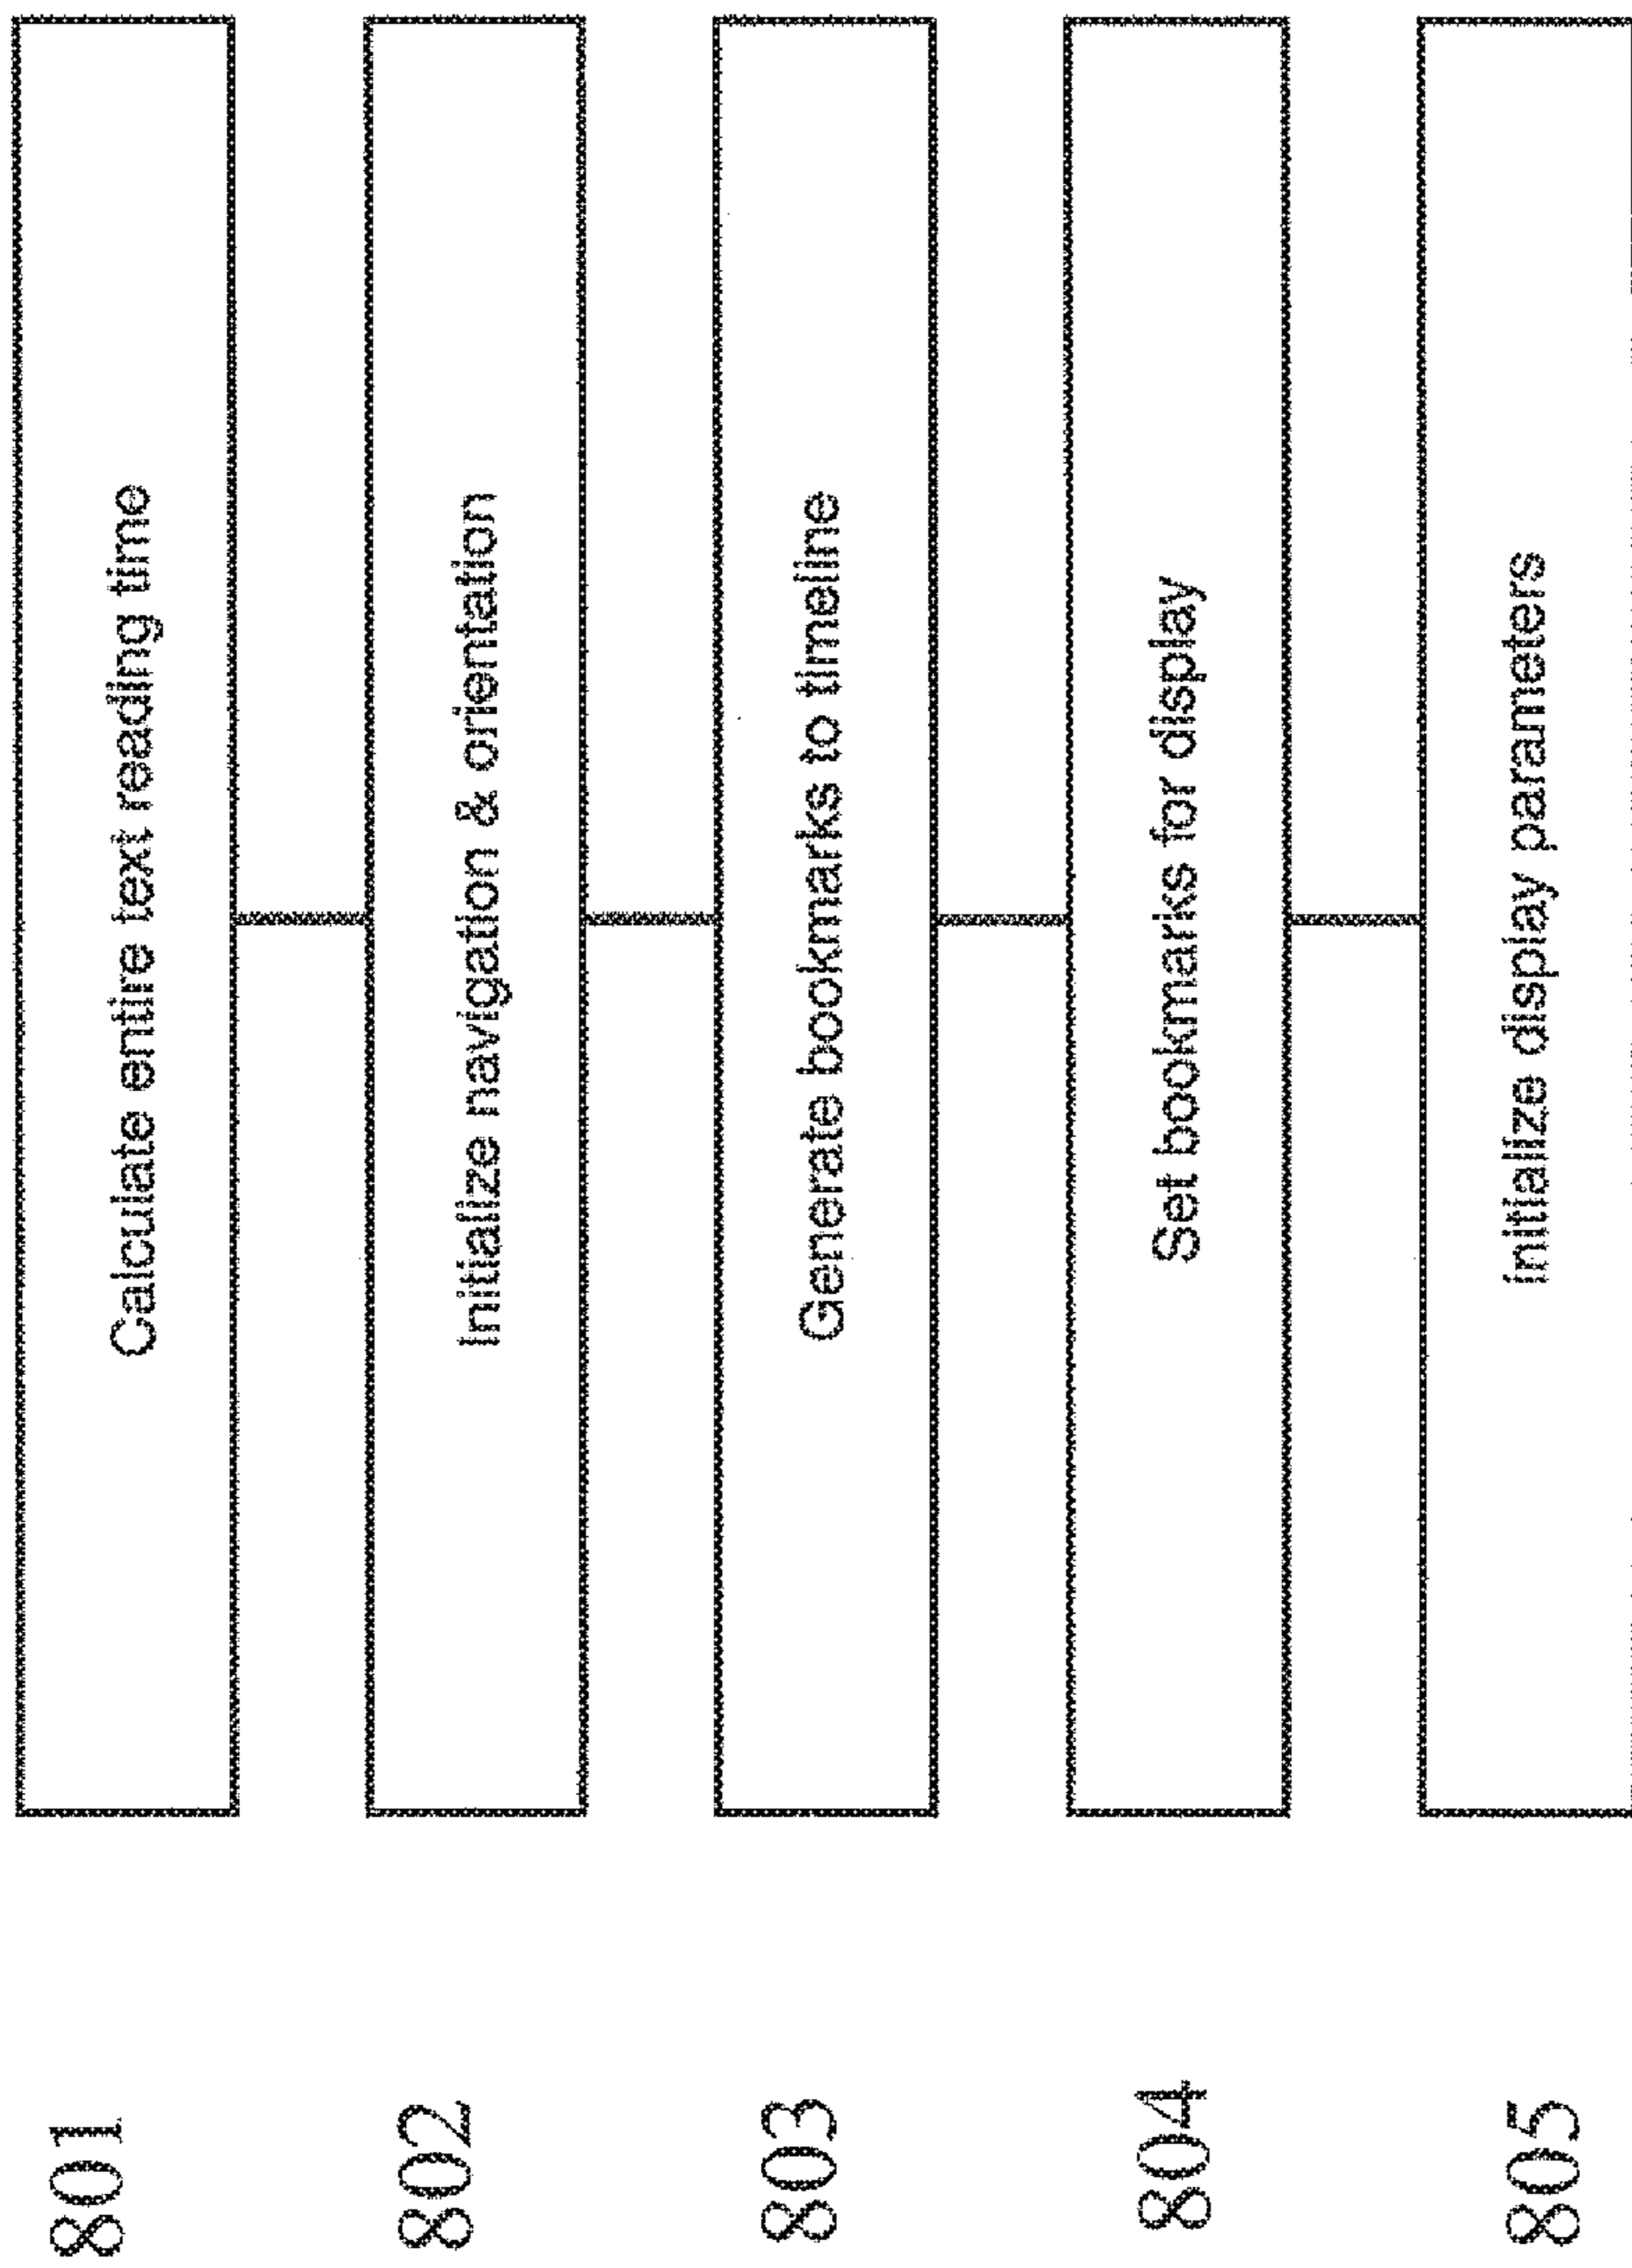 801 Calculate entire text reading time
802 Initialize navigation & orientation
803 Generate bookmarks to timeline
804 Set bookmarks for display
805 Initialize display parameters